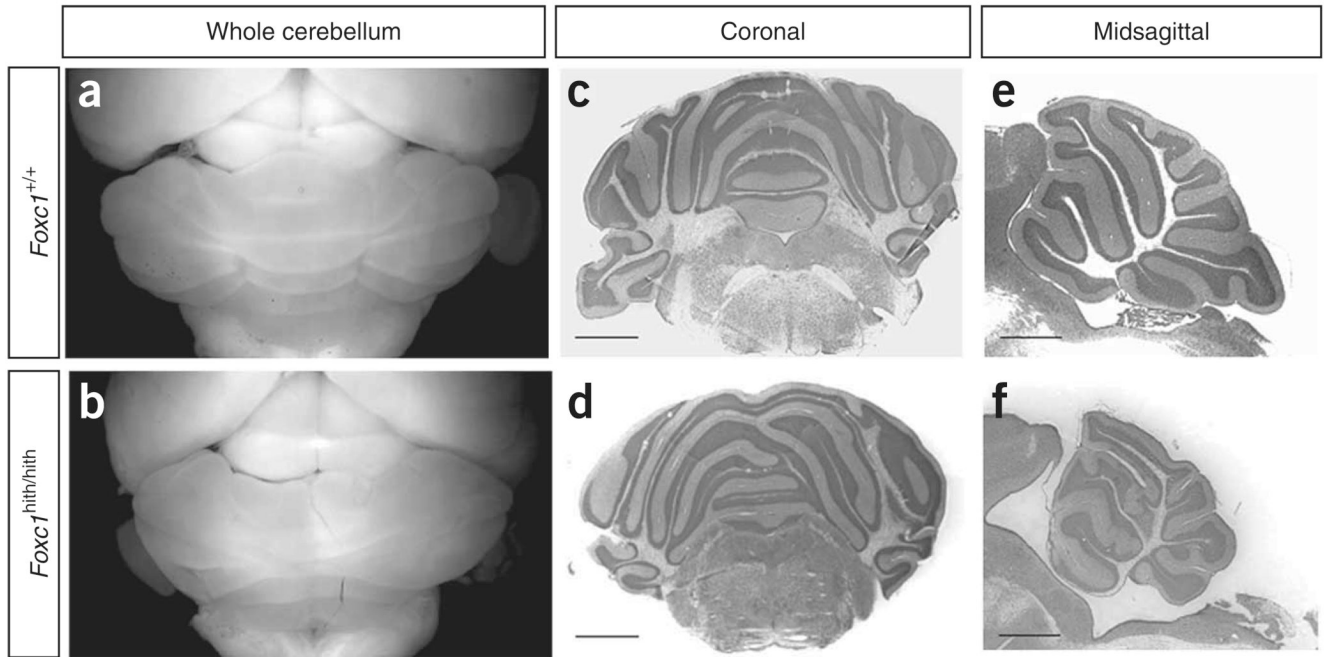 Whole cerebellum
Coronal
Midsagittal
Foxc1+/+
a
c
e
Foxc1hith/hith
b
d
f